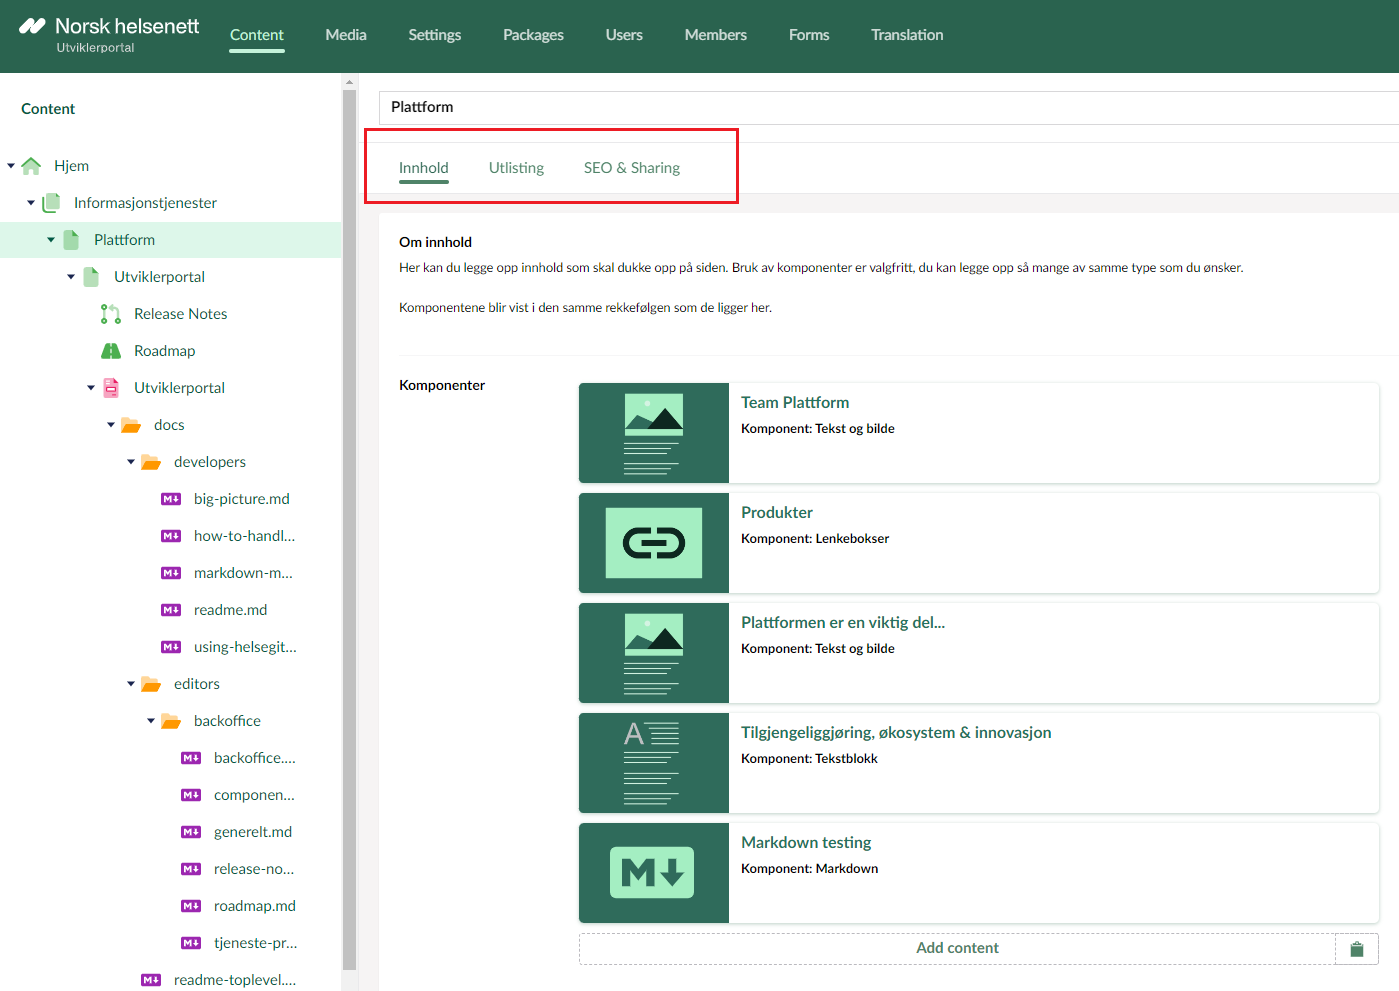 Norsk helsenett
Utviklerportal
Content
Media
Settings
Packages
Users
Members
Forms
Translation
Content
Hjem
Informasjonstjenester
Plattform
Utviklerportal
Release Notes
Roadmap
Utviklerportal
docs
developers
M big-picture.md
M how-to-handl...
M markdown-m...
M readme.md
M using-helsegit...
editors
backoffice
M backoffice....
M componen...
M generelt.md
M release-no...
M roadmap.md
M tjeneste-pr...
M readme-toplevel....
Plattform
Innhold
Utlisting
SEO & Sharing
Om innhold
Her kan du legge opp innhold som skal dukke opp på siden. Bruk av komponenter er valgfritt, du kan legge opp så mange av samme type som du ønsker.
Komponentene blir vist i den samme rekkefølgen som de ligger her.
Komponenter
Team Plattform
Komponent: Tekst og bilde
Produkter
Komponent: Lenkebokser
Plattformen er en viktig del...
Komponent: Tekst og bilde
A
Tilgjengeliggjøring, økosystem & innovasjon
Komponent: Tekstblokk
M
Markdown testing
Komponent: Markdown
Add content